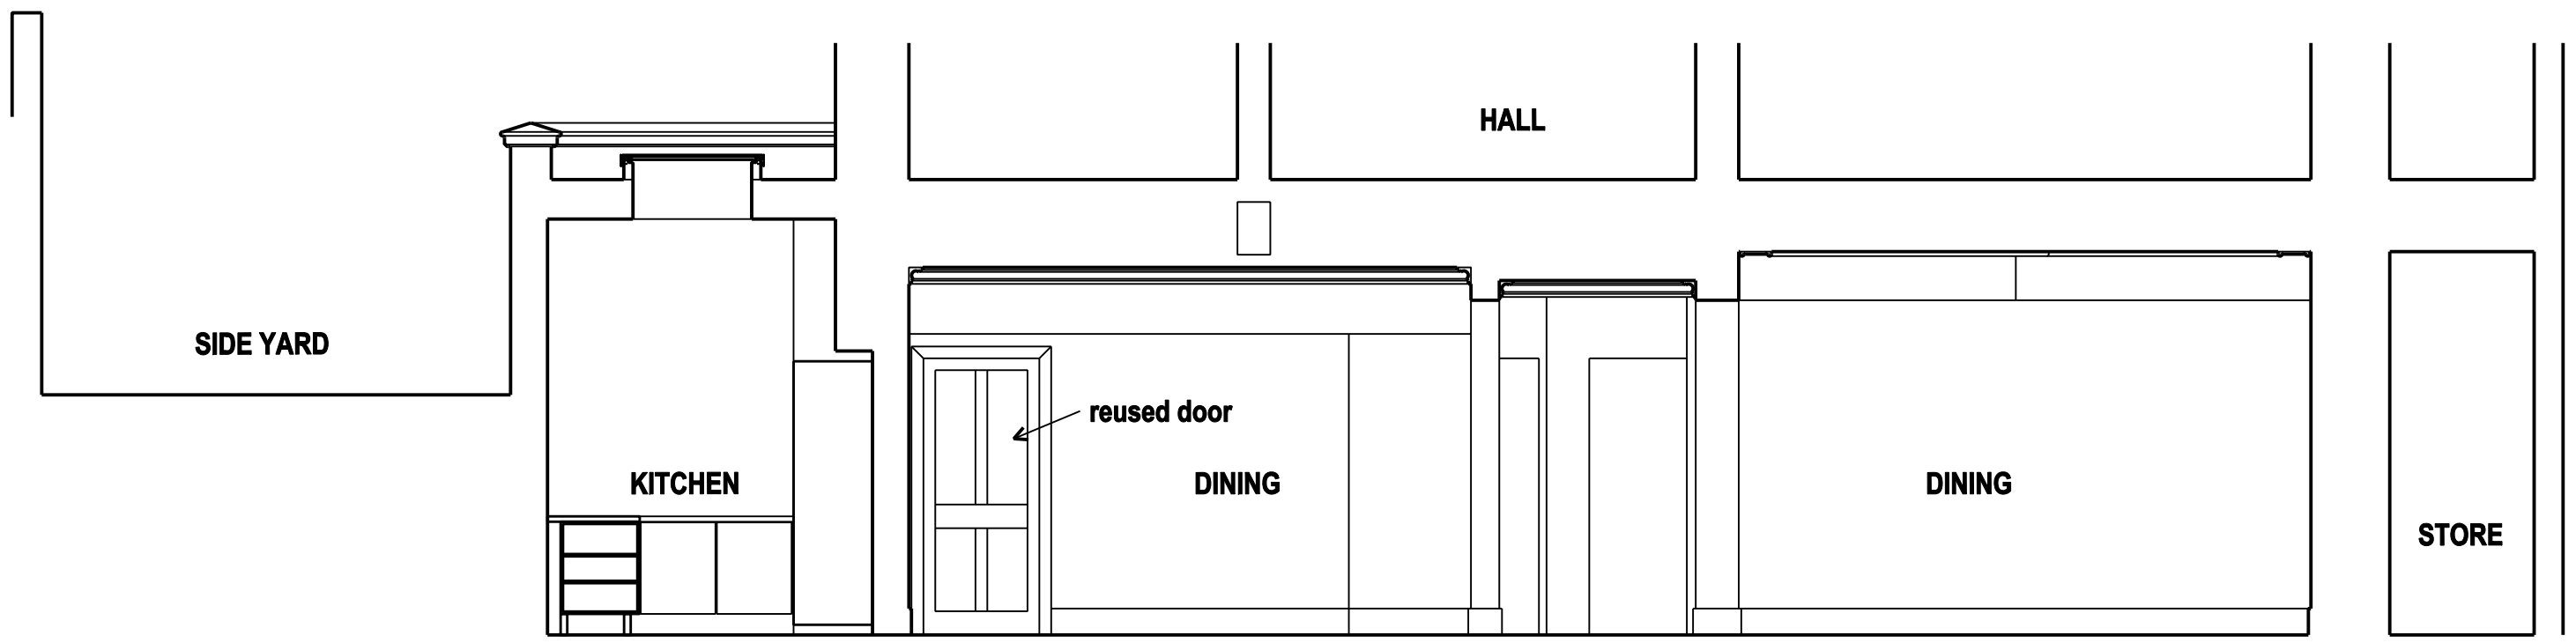 HALL
SIDE YARD
reused door
KITCHEN
DINING
DINING
STORE